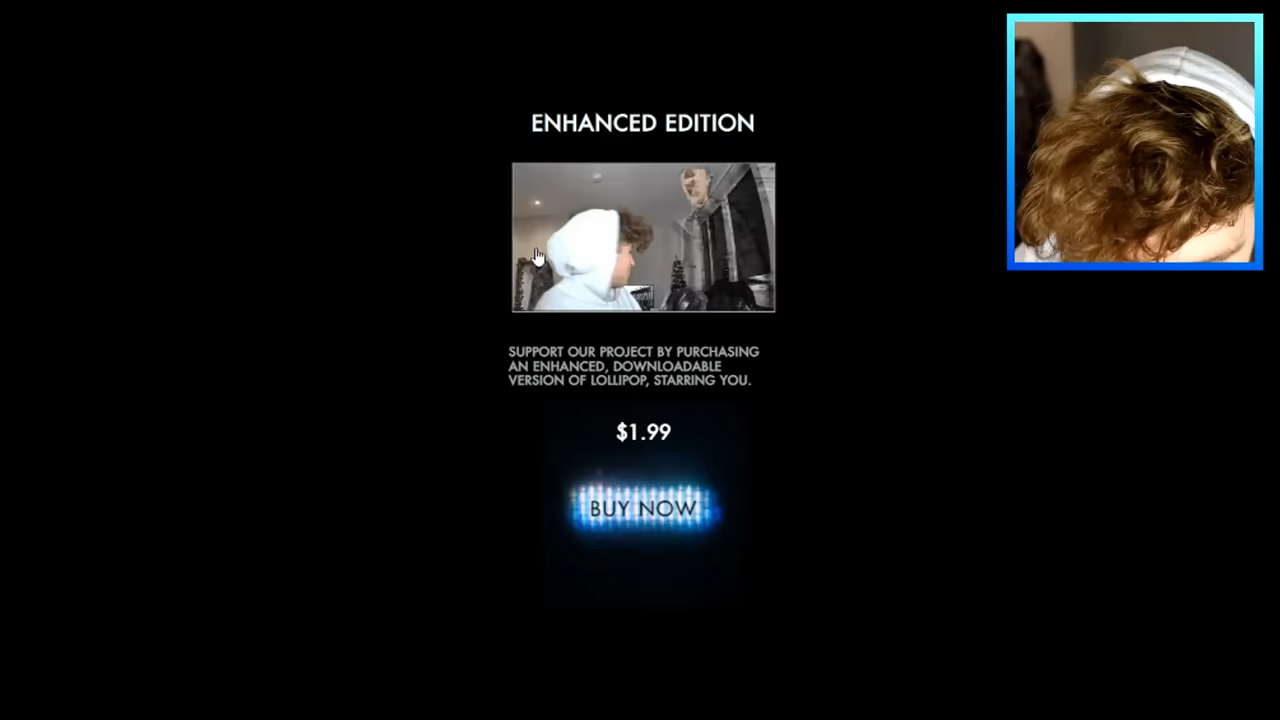 ENHANCED EDITION
SUPPORT OUR PROJECT BY PURCHASING
AN ENHANCED, DOWNLOADABLE
VERSION OF LOLLIPOP, STARRING YOU.
$1.99
BUY NOW